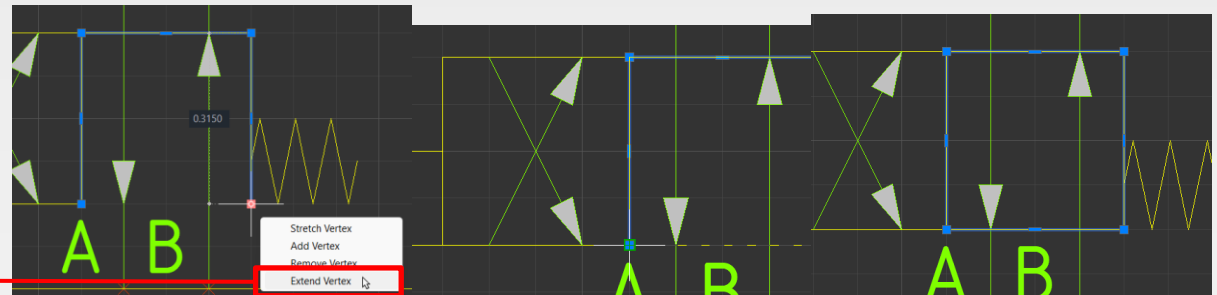 0.3150
Stretch Vertex
Add Vertex
Remove Vertex
Extend Vertex
A B
A B
A B